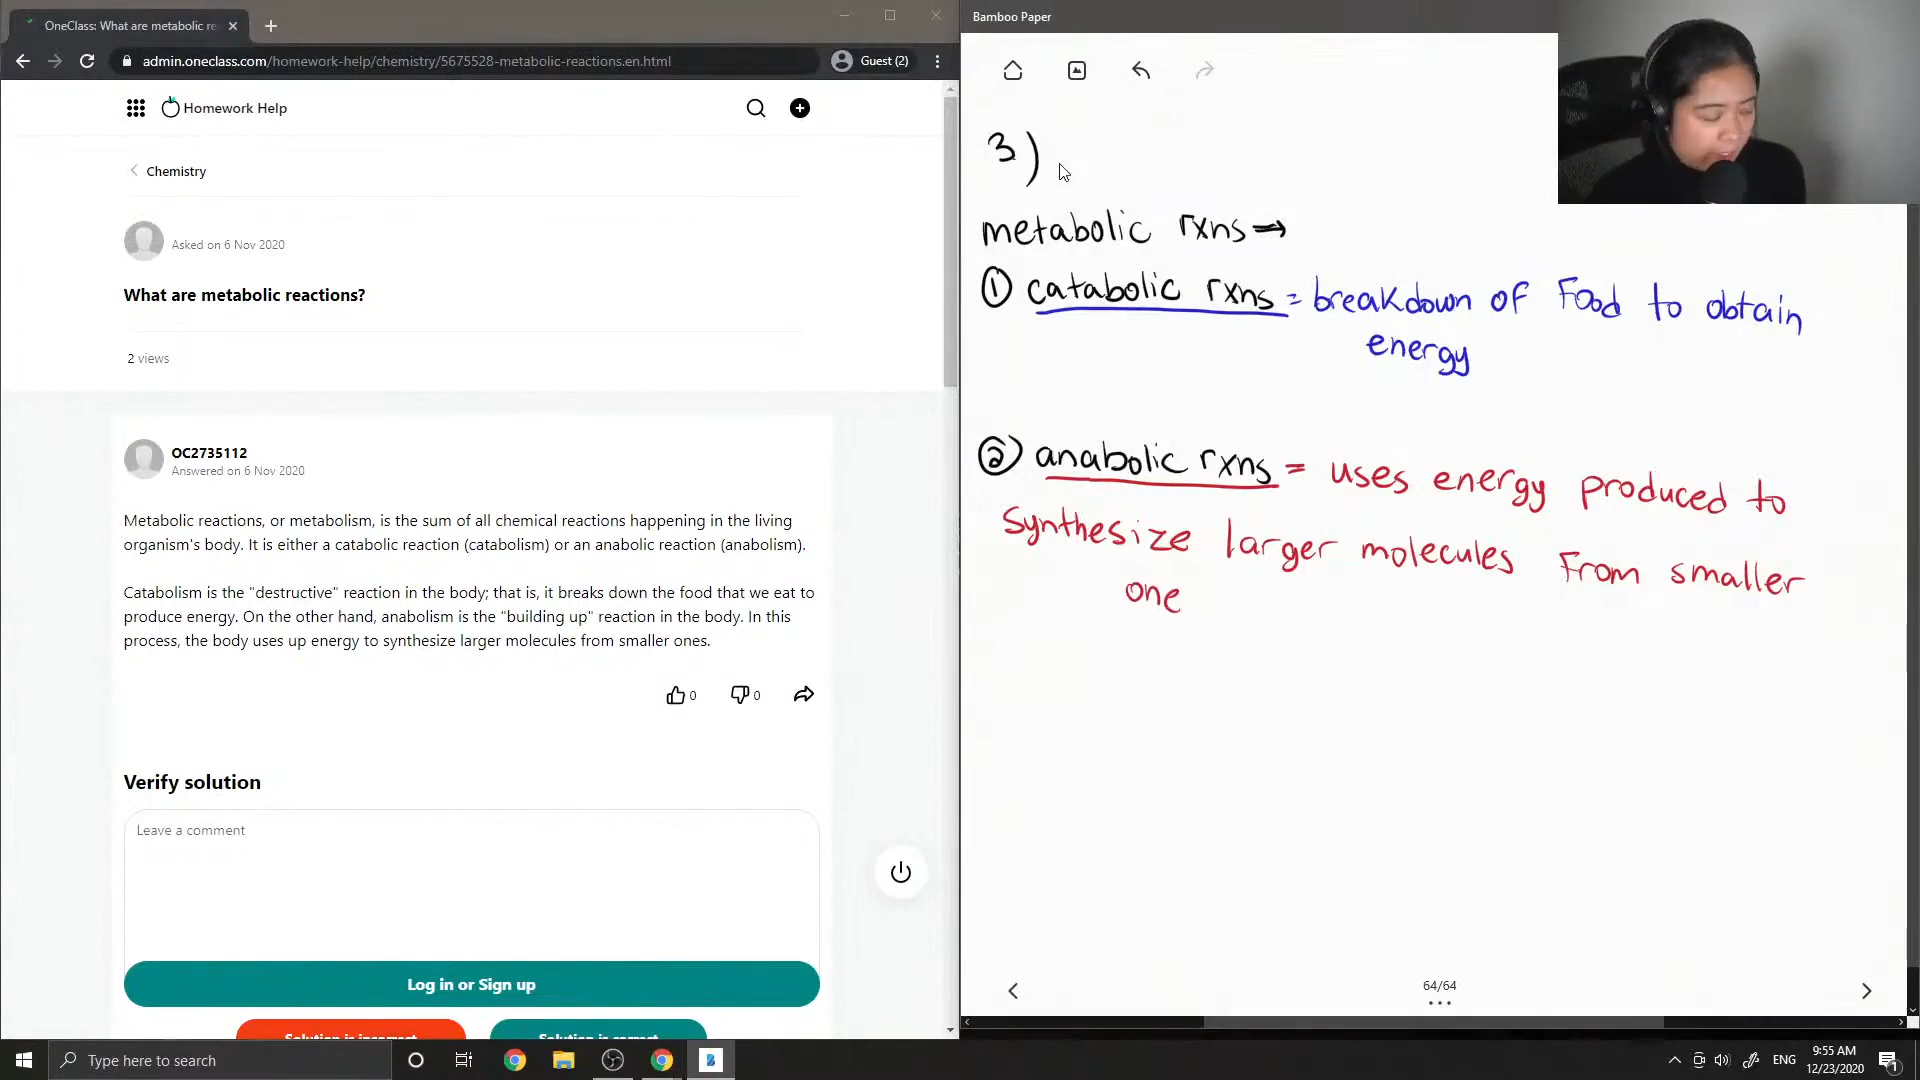 OneClass: What are metabolic re
admin.oneclass.com/homework-help/chemistry/5675528-metabolic-reactions.en.html
Guest (2)
Homework Help
Chemistry
Asked on 6 Nov 2020
What are metabolic reactions?
2 views
OC2735112
Answered on 6 Nov 2020
Metabolic reactions, or metabolism, is the sum of all chemical reactions happening in the living
organism's body. It is either a catabolic reaction (catabolism) or an anabolic reaction (anabolism).
Catabolism is the "destructive" reaction in the body; that is, it breaks down the food that we eat to
produce energy. On the other hand, anabolism is the "building up" reaction in the body. In this
process, the body uses up energy to synthesize larger molecules from smaller ones.
0
0
Verify solution
Leave a comment
Log in or Sign up
Solution is incorrect
Solution is correct
Bamboo Paper
3)
metabolic rxns →
① catabolic rxns = breakdown of Food to obtain
energy
② anabolic rxns = uses energy produced to
synthesize larger molecules From smaller
one
64/64
Type here to search
ENG
9:55 AM
12/23/2020
1